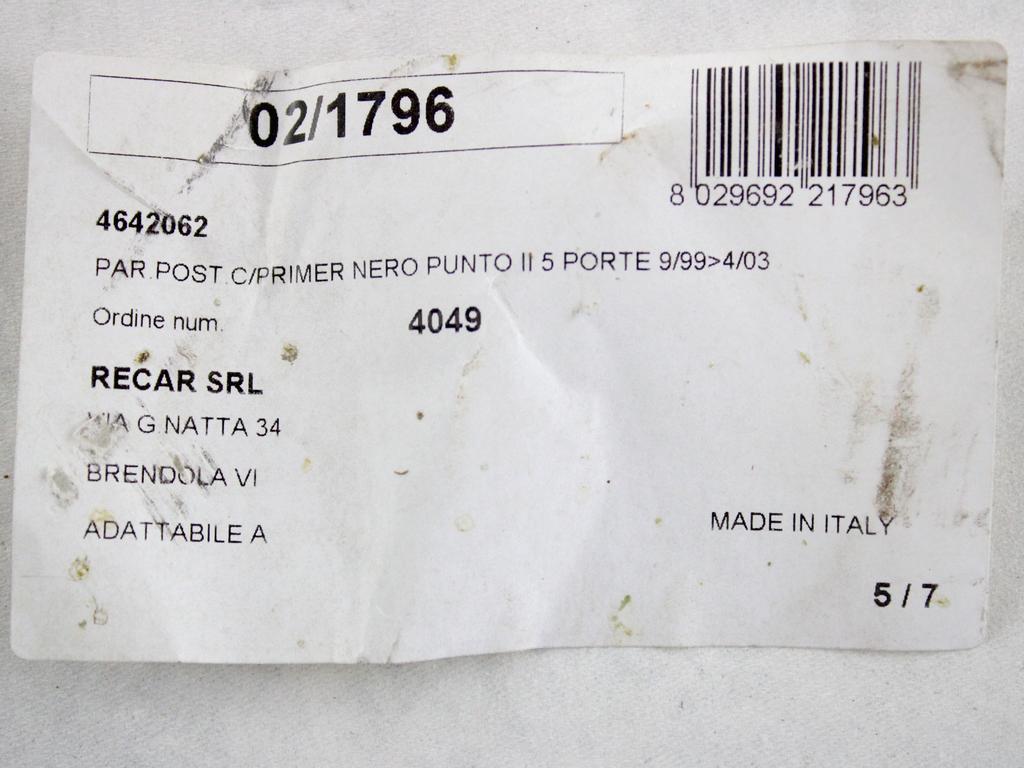 02/1796
8 029692 217963
4642062
PAR.POST.C/PRIMER NERO PUNTO II 5 PORTE 9/99>4/03
Ordine num. 4049
RECAR SRL
VIA G.NATTA 34
BRENDOLA VI
ADATTABILE A
MADE IN ITALY
5 / 7